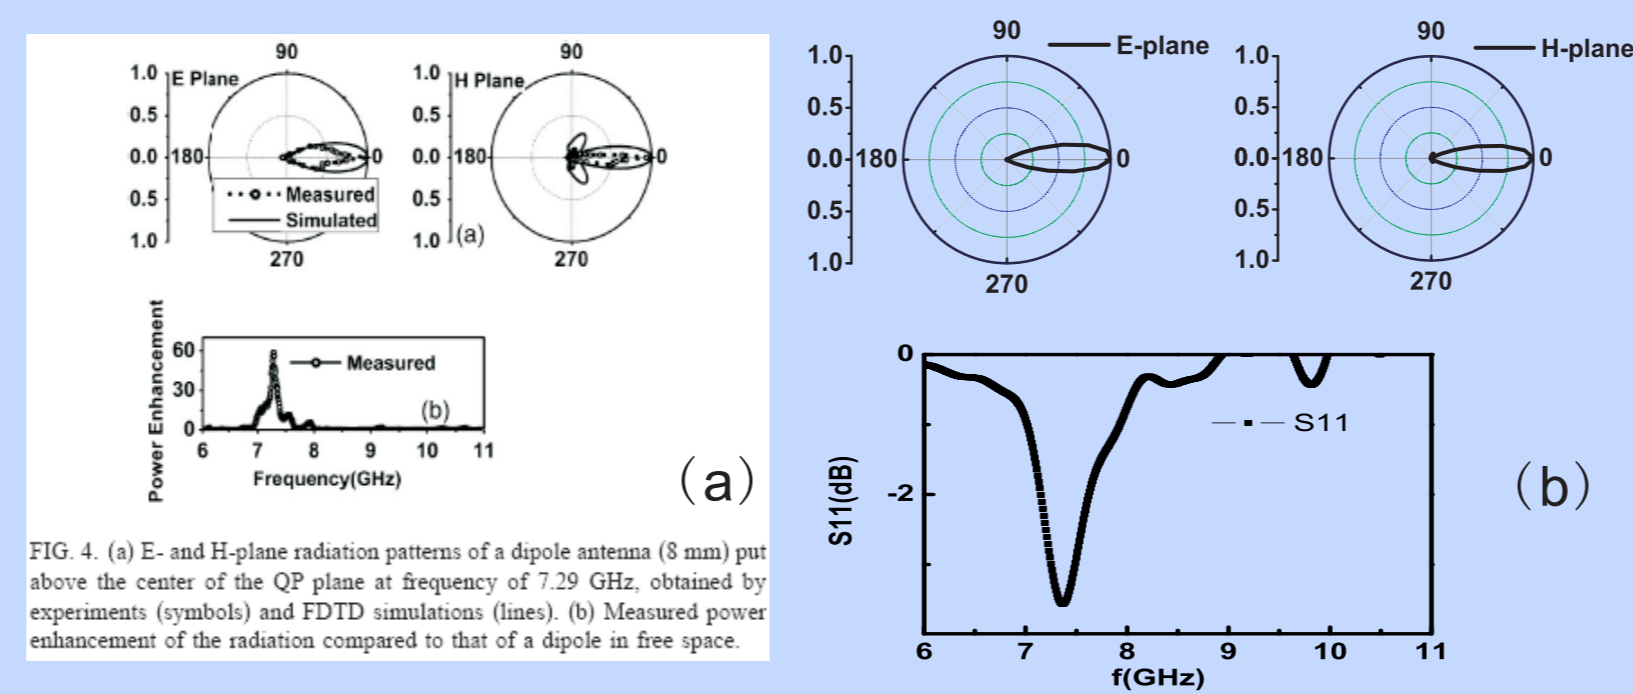 90
1.0
E Plane
0.5
0.0
180
0
0.5
1.0
270
Measured
Simulated
90
1.0
H Plane
0.5
0.0
180
0
0.5
1.0
(a)
270
Power Enhancement
60
30
0
Measured
(b)
6 7 8 9 10 11
Frequency(GHz)
(a)
FIG. 4. (a) E- and H-plane radiation patterns of a dipole antenna (8 mm) put
above the center of the QP plane at frequency of 7.29 GHz, obtained by
experiments (symbols) and FDTD simulations (lines). (b) Measured power
enhancement of the radiation compared to that of a dipole in free space.
90
E-plane
1.0
0.5
0.0
180
0
0.5
1.0
270
90
H-plane
1.0
0.5
0.0
180
0
0.5
1.0
270
0
-2
S11(dB)
S11
6 7 8 9 10 11
f(GHz)
(b)